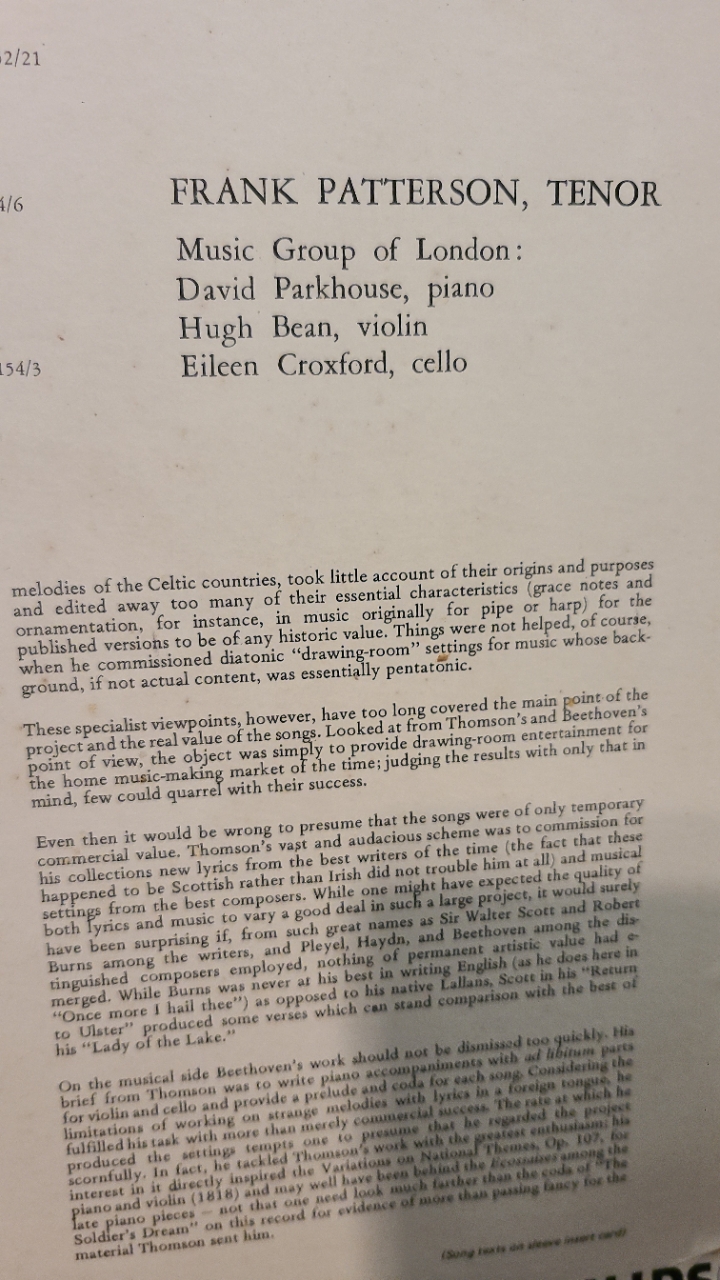 2/21
FRANK PATTERSON, TENOR
4/6
Music Group of London:
David Parkhouse, piano
Hugh Bean, violin
154/3
Eileen Croxford, cello
melodies of the Celtic countries, took little account of their origins and purposes
and edited away too many of their essential characteristics (grace notes and
ornamentation, for instance, in music originally for pipe or harp) for the
published versions to be of any historic value. Things were not helped, of course,
when he commissioned diatonic "drawing-room" settings for music whose back-
ground, if not actual content, was essentially pentatonic.
These specialist viewpoints, however, have too long covered the main point of the
project and the real value of the songs. Looked at from Thomson's and Beethoven's
point of view, the object was simply to provide drawing-room entertainment for
the home music-making market of the time; judging the results with only that in
mind, few could quarrel with their success.
Even then it would be wrong to presume that the songs were of only temporary
commercial value. Thomson's vast and audacious scheme was to commission for
his collections new lyrics from the best writers of the time (the fact that these
happened to be Scottish rather than Irish did not trouble him at all) and musical
settings from the best composers. While one might have expected the quality of
both lyrics and music to vary a good deal in such a large project, it would surely
have been surprising if, from such great names as Sir Walter Scott and Robert
Burns among the writers, and Pleyel, Haydn, and Beethoven among the dis-
tinguished composers employed, nothing of permanent artistic value had e-
merged. While Burns was never at his best in writing English (as he does here in
"Once more I hail thee") as opposed to his native Lallans, Scott in his "Return
to Ulster" produced some verses which can stand comparison with the best of
his "Lady of the Lake."
On the musical side Beethoven's work should not be dismissed too quickly. His
brief from Thomson was to write piano accompaniments with ad libitum parts
for violin and cello and provide a prelude and coda for each song. Considering the
limitations of working on strange melodies with lyrics in a foreign tongue, he
fulfilled his task with more than merely commercial success. The rate at which he
produced the settings tempts one to presume that he regarded the project
scornfully. In fact, he tackled Thomson's work with the greatest enthusiasm; his
interest in it directly inspired the Variations on National Themes, Op. 107, for
piano and violin (1818) and may well have been behind the Écossaises among the
late piano pieces – not that one need look much farther than the coda of "The
Soldier's Dream" on this record for evidence of more than passing fancy for the
material Thomson sent him.
(Song texts on sleeve insert card)